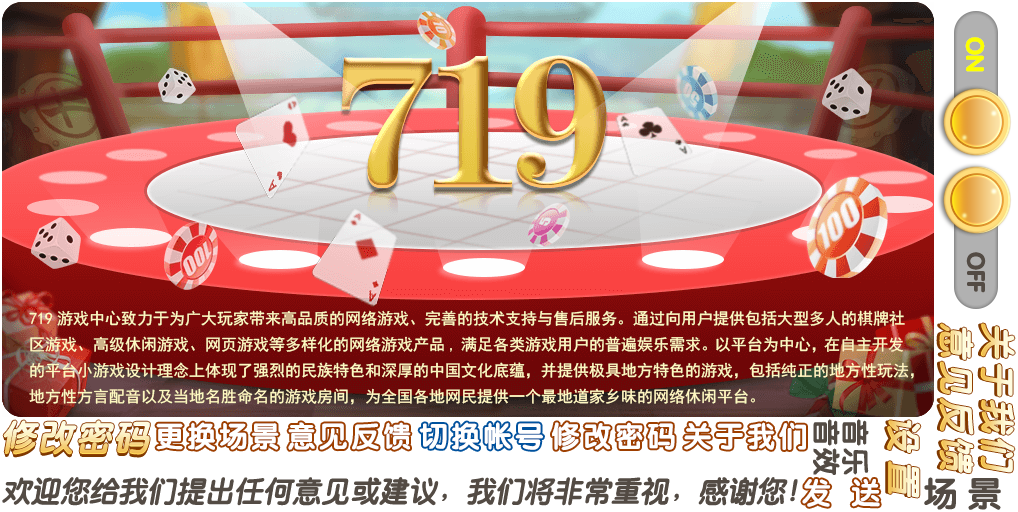 719
100
100
5
A
A
719 游戏中心致力于为广大玩家带来高品质的网络游戏、完善的技术支持与售后服务。通过向用户提供包括大型多人的棋牌社
区游戏、高级休闲游戏、网页游戏等多样化的网络游戏产品，满足各类游戏用户的普遍娱乐需求。以平台为中心，在自主开发
的平台小游戏设计理念上体现了强烈的民族特色和深厚的中国文化底蕴，并提供极具地方特色的游戏，包括纯正的地方性玩法，
地方性方言配音以及当地名胜命名的游戏房间，为全国各地网民提供一个最地道家乡味的网络休闲平台。
修改密码 更换场景 意见反馈 切换帐号 修改密码 关于我们
音乐
音效
设置
欢迎您给我们提出任何意见或建议，我们将非常重视，感谢您!
发 送
场景
ON
OFF
关于我们
意见反馈